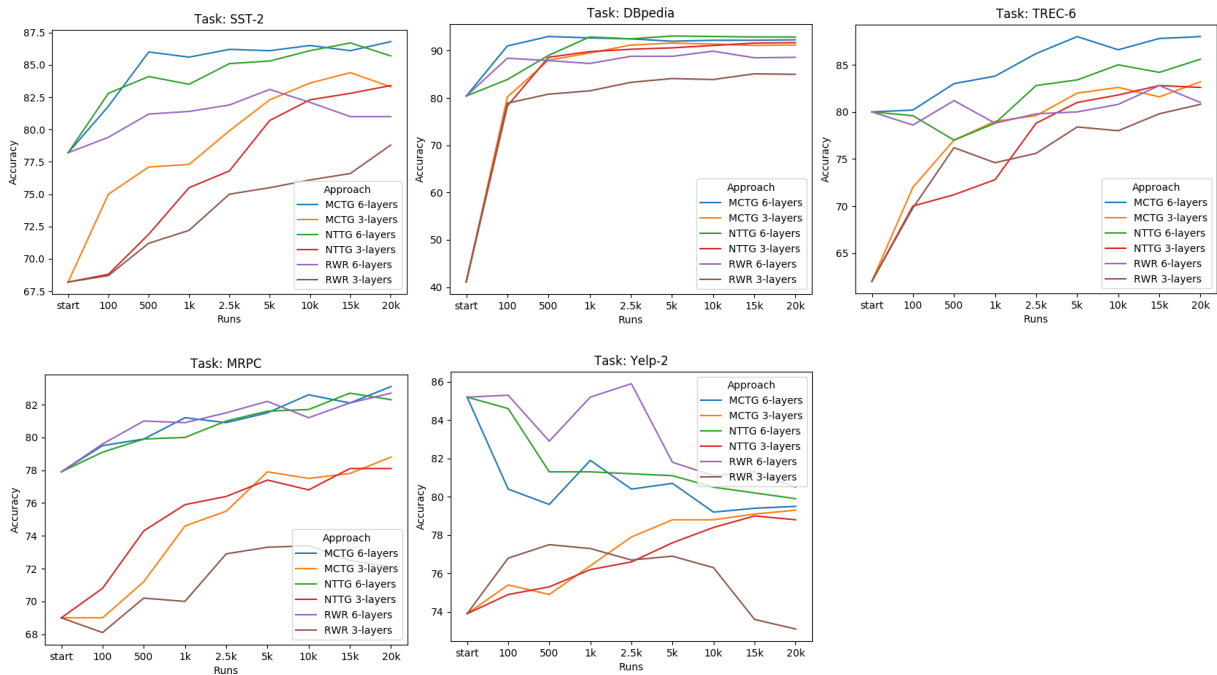 Task: SST-2
87.5
85.0
82.5
80.0
77.5
75.0
72.5
70.0
67.5
Accuracy
Approach
MCTG 6-layers
MCTG 3-layers
NTTG 6-layers
NTTG 3-layers
RWR 6-layers
RWR 3-layers
start 100 500 1k 2.5k 5k 10k 15k 20k
Runs
Task: DBpedia
90
80
70
60
50
40
Accuracy
Approach
MCTG 6-layers
MCTG 3-layers
NTTG 6-layers
NTTG 3-layers
RWR 6-layers
RWR 3-layers
start 100 500 1k 2.5k 5k 10k 15k 20k
Runs
Task: TREC-6
85
80
75
70
65
Accuracy
Approach
MCTG 6-layers
MCTG 3-layers
NTTG 6-layers
NTTG 3-layers
RWR 6-layers
RWR 3-layers
start 100 500 1k 2.5k 5k 10k 15k 20k
Runs
Task: MRPC
82
80
78
76
74
72
70
68
Accuracy
Approach
MCTG 6-layers
MCTG 3-layers
NTTG 6-layers
NTTG 3-layers
RWR 6-layers
RWR 3-layers
start 100 500 1k 2.5k 5k 10k 15k 20k
Runs
Task: Yelp-2
86
84
82
80
78
76
74
Accuracy
Approach
MCTG 6-layers
MCTG 3-layers
NTTG 6-layers
NTTG 3-layers
RWR 6-layers
RWR 3-layers
start 100 500 1k 2.5k 5k 10k 15k 20k
Runs